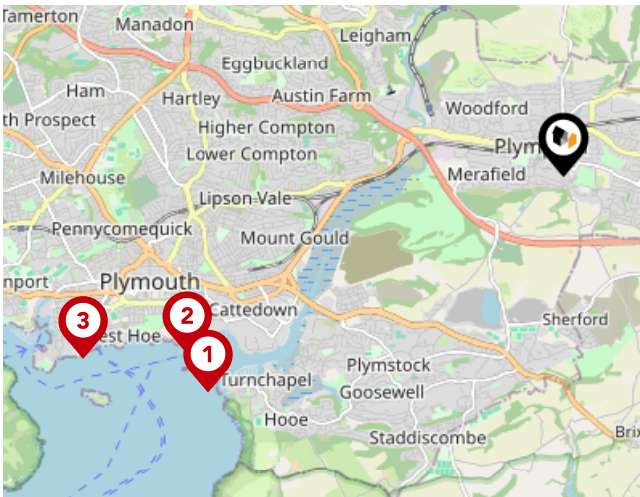 Tamerton
Manadon
Leigham
Eggbuckland
Ham
Hartley
Austin Farm
th Prospect
Woodford
Higher Compton
Plym
Lower Compton
Milehouse
Merafield
Lipson Vale
Pennycomequick
Mount Gould
nport
Plymouth
Cattedown
2
3
est Hoe
Sherford
1
Plymstock
Turnchapel
Goosewell
Hooe
Staddiscombe
Brix